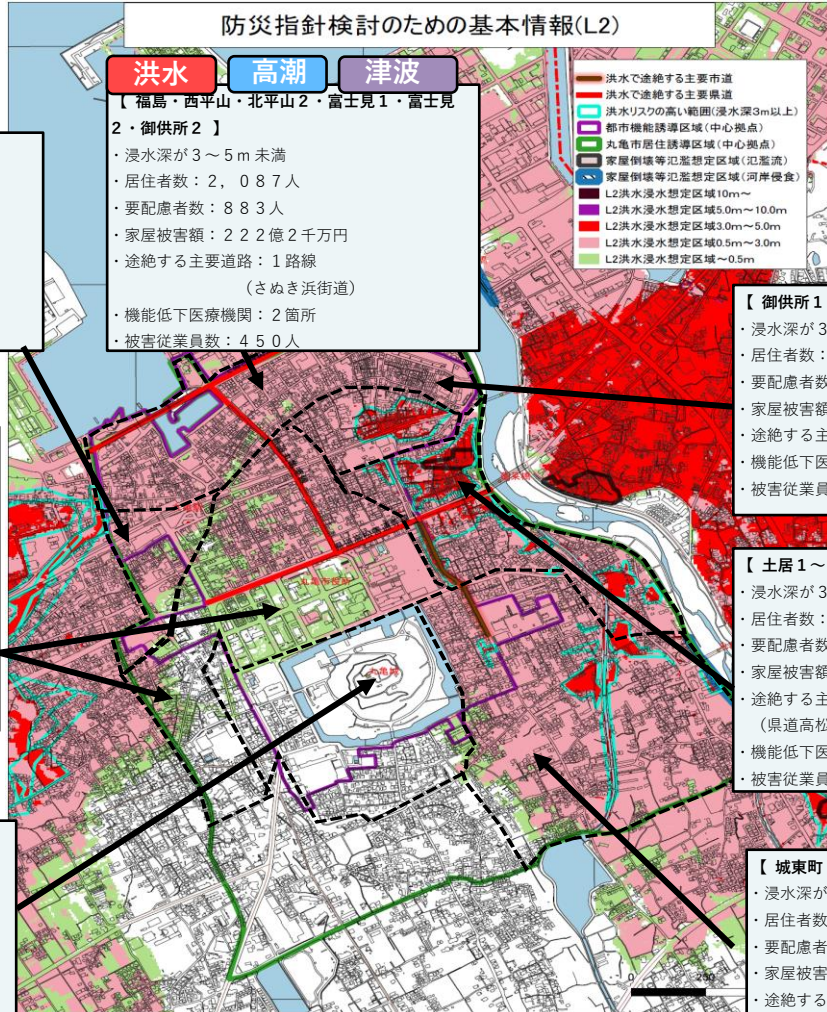 防災指針検討のための基本情報(L2)
洪水
高潮
津波
【 福島・西平山・北平山２・富士見１・富士見
２・御供所２ 】
・浸水深が３～５ｍ未満
・居住者数：２，０８７人
・要配慮者数：８８３人
・家屋被害額：２２２億２千万円
・途絶する主要道路：１路線
（さぬき浜街道）
・機能低下医療機関：２箇所
・被害従業員数：４５０人
洪水で途絶する主要市道
洪水で途絶する主要県道
洪水リスクの高い範囲(浸水深3m以上)
都市機能誘導区域(中心拠点)
丸亀市居住誘導区域(中心拠点)
家屋倒壊等氾濫想定区域(氾濫流)
家屋倒壊等氾濫想定区域(河岸侵食)
L2洪水浸水想定区域10m～
L2洪水浸水想定区域5.0m～10.0m
L2洪水浸水想定区域3.0m～5.0m
L2洪水浸水想定区域0.5m～3.0m
L2洪水浸水想定区域～0.5m
【 御供所１
・浸水深が３
・居住者数：
・要配慮者数
・家屋被害額
・途絶する主
・機能低下医
・被害従業員
丸亀市役所
【 土居１～
・浸水深が３
・居住者数：
・要配慮者数
・家屋被害額
・途絶する主
（県道高松
・機能低下医
・被害従業員
丸亀城
【 城東町
・浸水深が
・居住者数
・要配慮者
・家屋被害
・途絶する
0 200